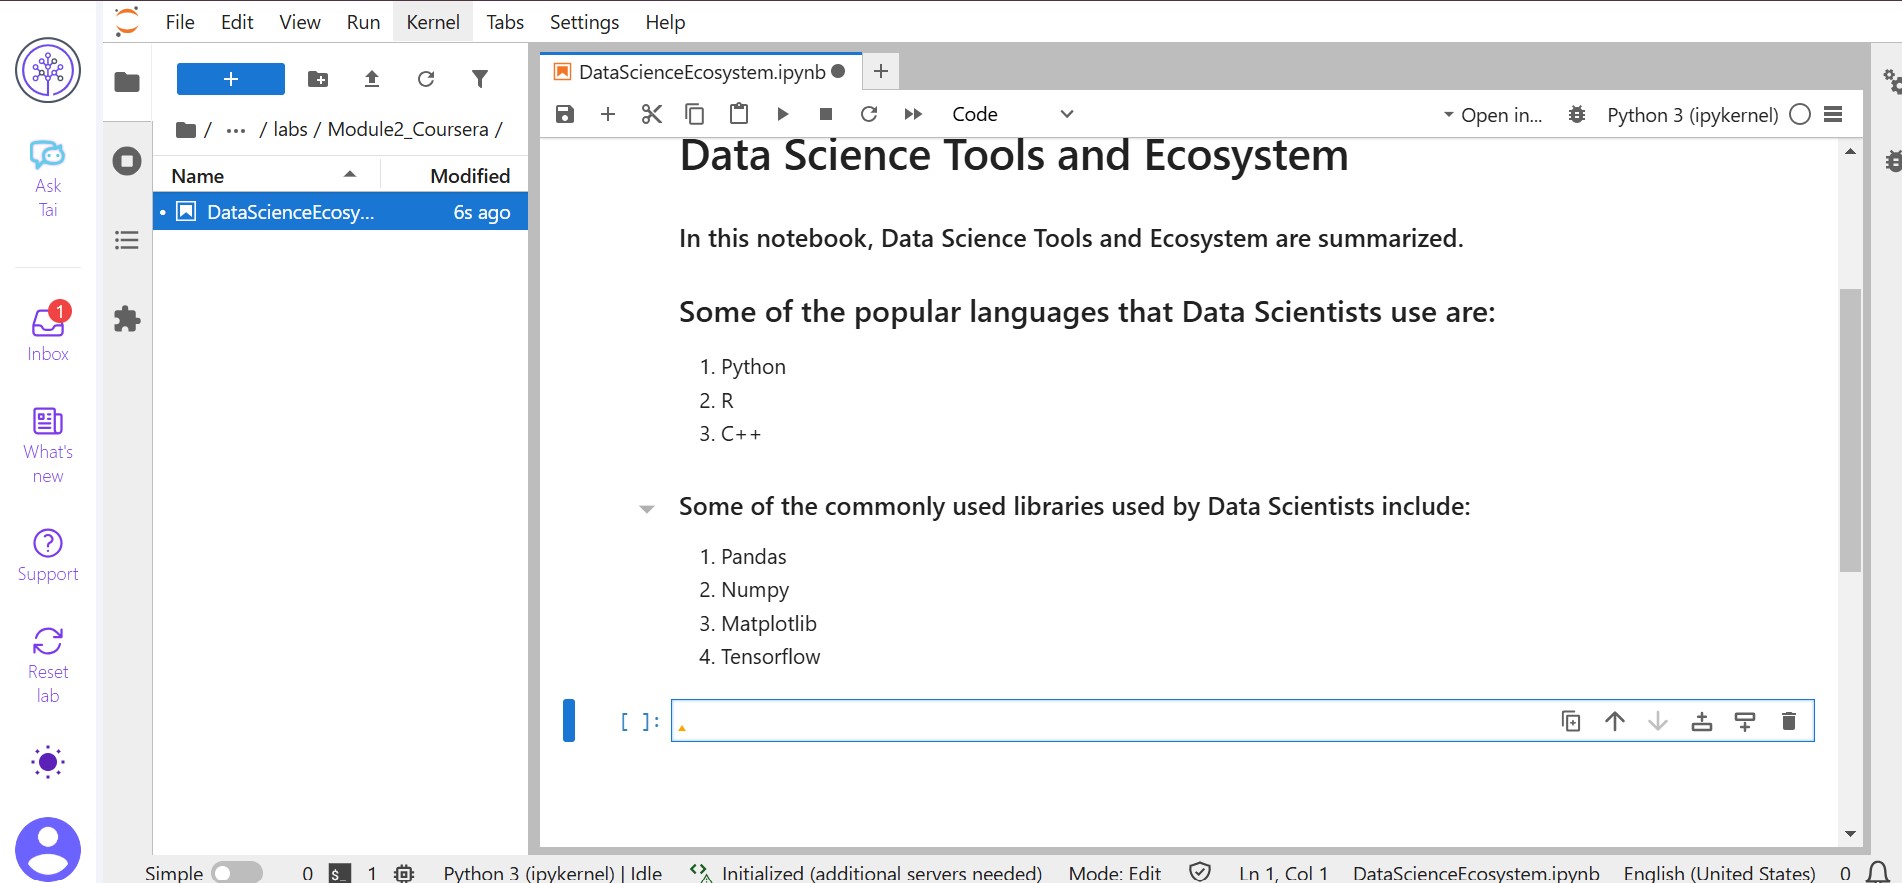 File Edit View Run Kernel Tabs Settings Help
Ask
Tai
1
Inbox
What's
new
Support
Reset
lab
+
/ ... / labs / Module2_Coursera /
Name Modified
DataScienceEcosy... 6s ago
DataScienceEcosystem.ipynb
Code
Open in...
Python 3 (ipykernel)
Data Science Tools and Ecosystem
In this notebook, Data Science Tools and Ecosystem are summarized.
Some of the popular languages that Data Scientists use are:
1. Python
2. R
3. C++
Some of the commonly used libraries used by Data Scientists include:
1. Pandas
2. Numpy
3. Matplotlib
4. Tensorflow
[ ]:
Simple 0 $_ 1 Python 3 (ipykernel) | Idle Initialized (additional servers needed) Mode: Edit Ln 1, Col 1 DataScienceEcosystem.ipynb English (United States) 0